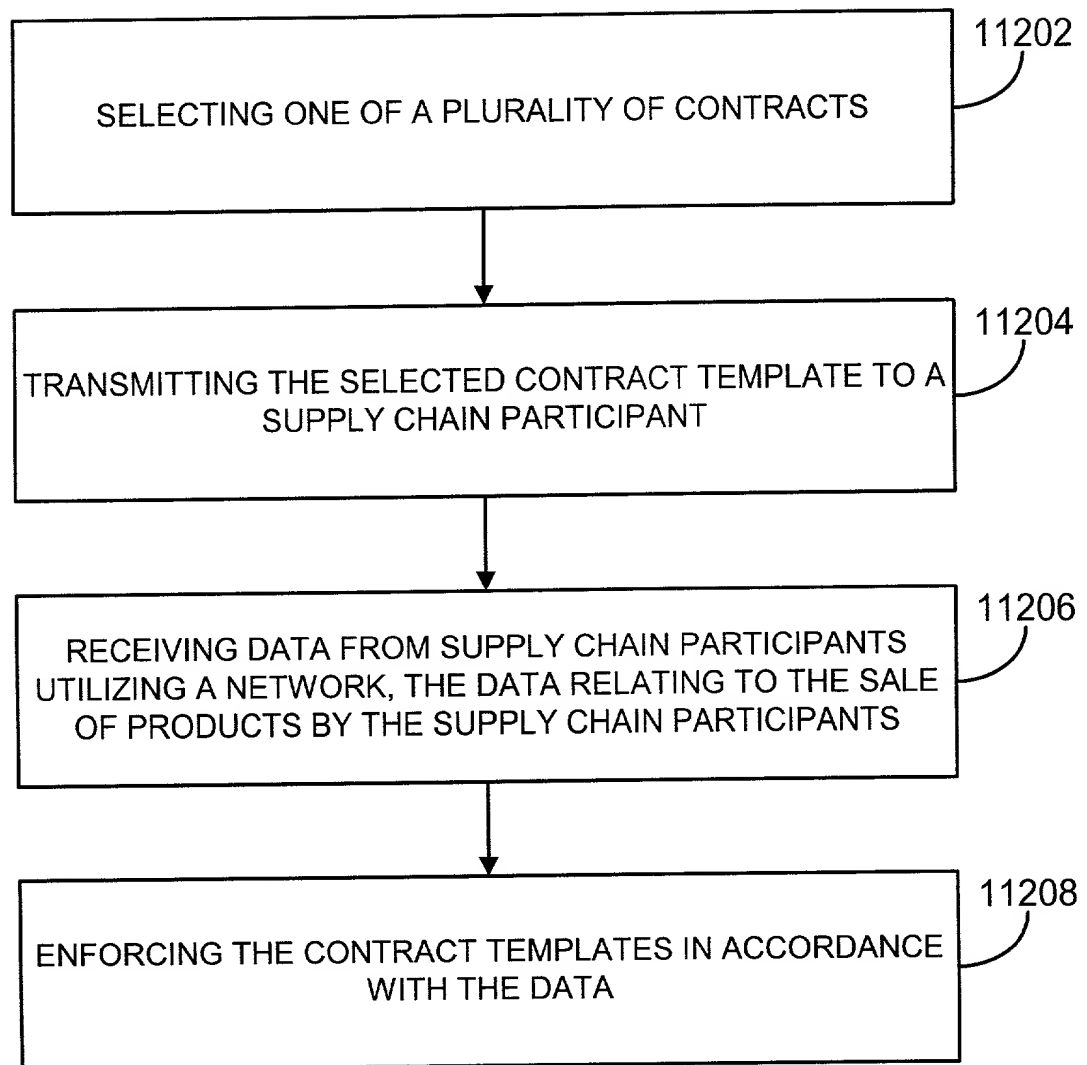 11202
SELECTING ONE OF A PLURALITY OF CONTRACTS
11204
TRANSMITTING THE SELECTED CONTRACT TEMPLATE TO A
SUPPLY CHAIN PARTICIPANT
11206
RECEIVING DATA FROM SUPPLY CHAIN PARTICIPANTS
UTILIZING A NETWORK, THE DATA RELATING TO THE SALE
OF PRODUCTS BY THE SUPPLY CHAIN PARTICIPANTS
11208
ENFORCING THE CONTRACT TEMPLATES IN ACCORDANCE
WITH THE DATA